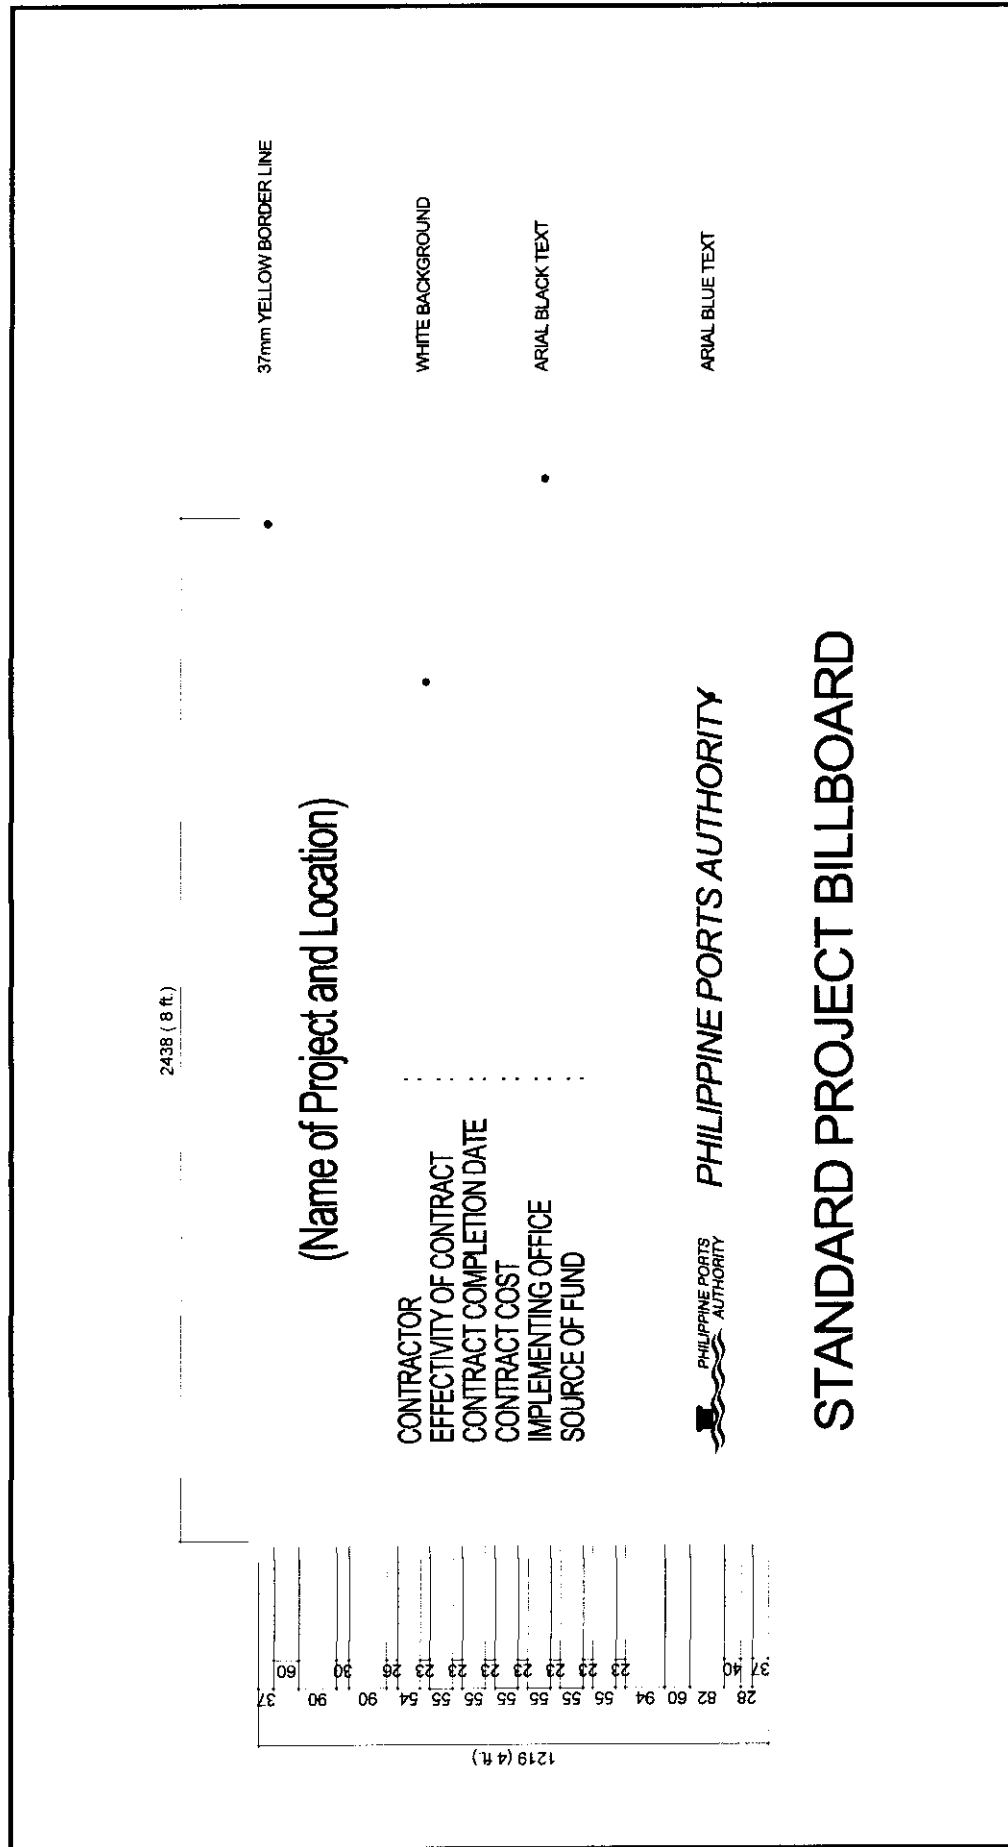 2438 ( 8 ft.)
37mm YELLOW BORDER LINE
(Name of Project and Location)
CONTRACTOR :
WHITE BACKGROUND
EFFECTIVITY OF CONTRACT :
CONTRACT COMPLETION DATE :
CONTRACT COST :
IMPLEMENTING OFFICE :
ARIAL BLACK TEXT
SOURCE OF FUND :
PHILIPPINE PORTS
AUTHORITY
PHILIPPINE PORTS AUTHORITY
ARIAL BLUE TEXT
STANDARD PROJECT BILLBOARD
1219 (4 ft.)
37
60
90
30
90
26
54
23
55
23
55
23
55
23
55
23
55
23
55
23
94
60
82
40
28
37